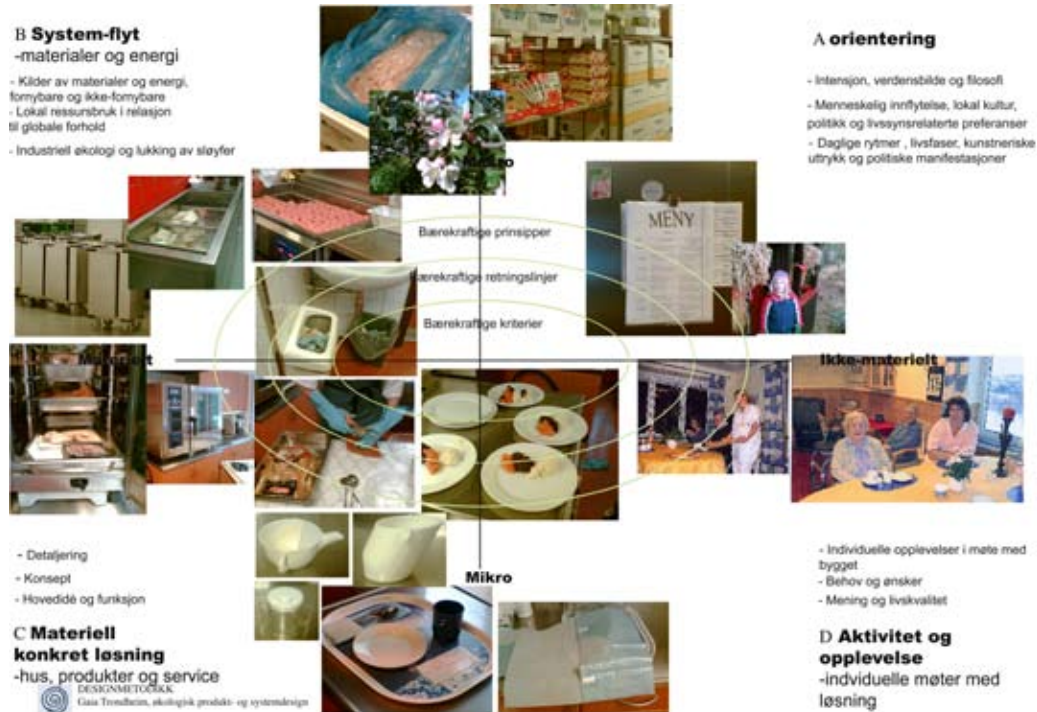 B System-flyt
-materialer og energi
- Kilder av materialer og energi,
fornybare og ikke-fornybare
- Lokal ressursbruk i relasjon
til globale forhold
- Industriell økologi og lukking av sløyfer
A orientering
- Intensjon, verdensbilde og filosofi
- Menneskelig innflytelse, lokal kultur,
politikk og livssynsrelaterte preferanser
- Daglige rytmer , livsfaser, kunstneriske
uttrykk og politiske manifestasjoner
MENY
Bærekraftige prinsipper
Bærekraftige retningslinjer
Bærekraftige kriterier
Ikke-materielt
Mikro
- Detaljering
- Konsept
- Hovedidé og funksjon
C Materiell
konkret løsning
-hus, produkter og service
DESIGNMETODIKK
Gaia Trondheim, økologisk produkt- og systemdesign
- Individuelle opplevelser i møte med
bygget
- Behov og ønsker
- Mening og livskvalitet
D Aktivitet og
opplevelse
-indviduelle møter med
løsning